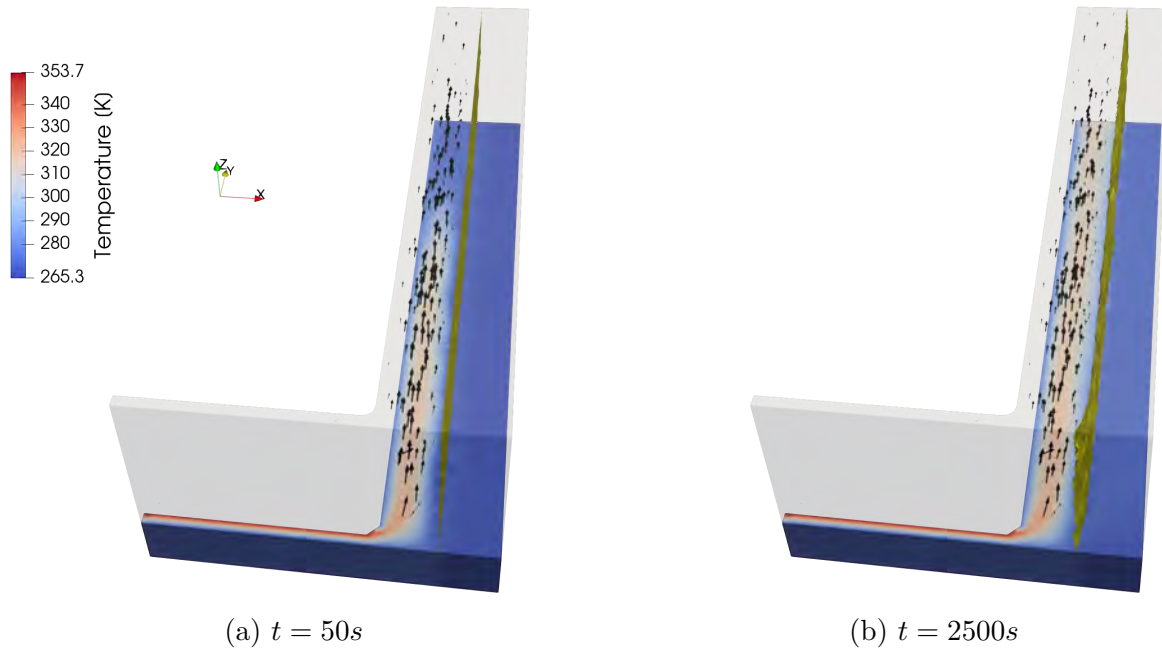 353.7
340
330
320
310
300
290
280
265.3
Temperature (K)
Z
Y
X
(a) t = 50s
(b) t = 2500s